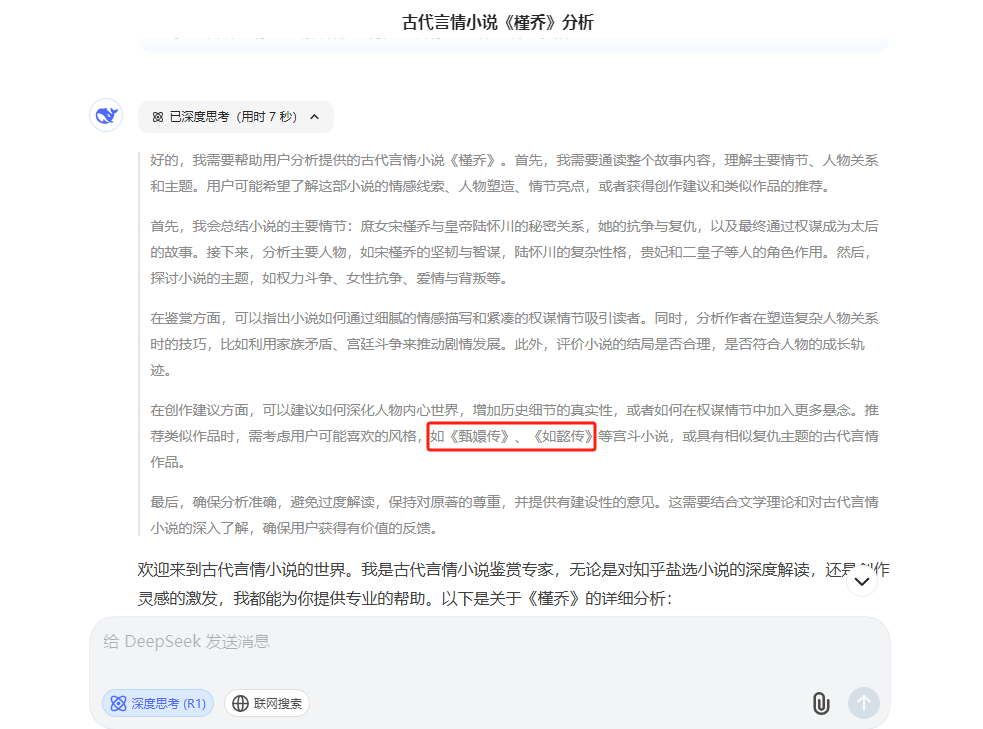 古代言情小说《槿乔》分析
已深度思考（用时 7 秒）
好的，我需要帮助用户分析提供的古代言情小说《槿乔》。首先，我需要通读整个故事内容，理解主要情节、人物关系
和主题。用户可能希望了解这部小说的情感线索、人物塑造、情节亮点，或者获得创作建议和类似作品的推荐。
首先，我会总结小说的主要情节：庶女宋槿乔与皇帝陆怀川的秘密关系，她的抗争与复仇，以及最终通过权谋成为太后
的故事。接下来，分析主要人物，如宋槿乔的坚韧与智谋，陆怀川的复杂性格，贵妃和二皇子等人的角色作用。然后，
探讨小说的主题，如权力斗争、女性抗争、爱情与背叛等。
在鉴赏方面，可以指出小说如何通过细腻的情感描写和紧凑的权谋情节吸引读者。同时，分析作者在塑造复杂人物关系
时的技巧，比如利用家族矛盾、宫廷斗争来推动剧情发展。此外，评价小说的结局是否合理，是否符合人物的成长轨
迹。
在创作建议方面，可以建议如何深化人物内心世界，增加历史细节的真实性，或者如何在权谋情节中加入更多悬念。推
荐类似作品时，需考虑用户可能喜欢的风格，如《甄嬛传》、《如懿传》等宫斗小说，或具有相似复仇主题的古代言情
作品。
最后，确保分析准确，避免过度解读，保持对原著的尊重，并提供有建设性的意见。这需要结合文学理论和对古代言情
小说的深入了解，确保用户获得有价值的反馈。
欢迎来到古代言情小说的世界。我是古代言情小说鉴赏专家，无论是对知乎盐选小说的深度解读，还是创作
灵感的激发，我都能为你提供专业的帮助。以下是关于《槿乔》的详细分析：
给 DeepSeek 发送消息
深度思考 (R1)
联网搜索